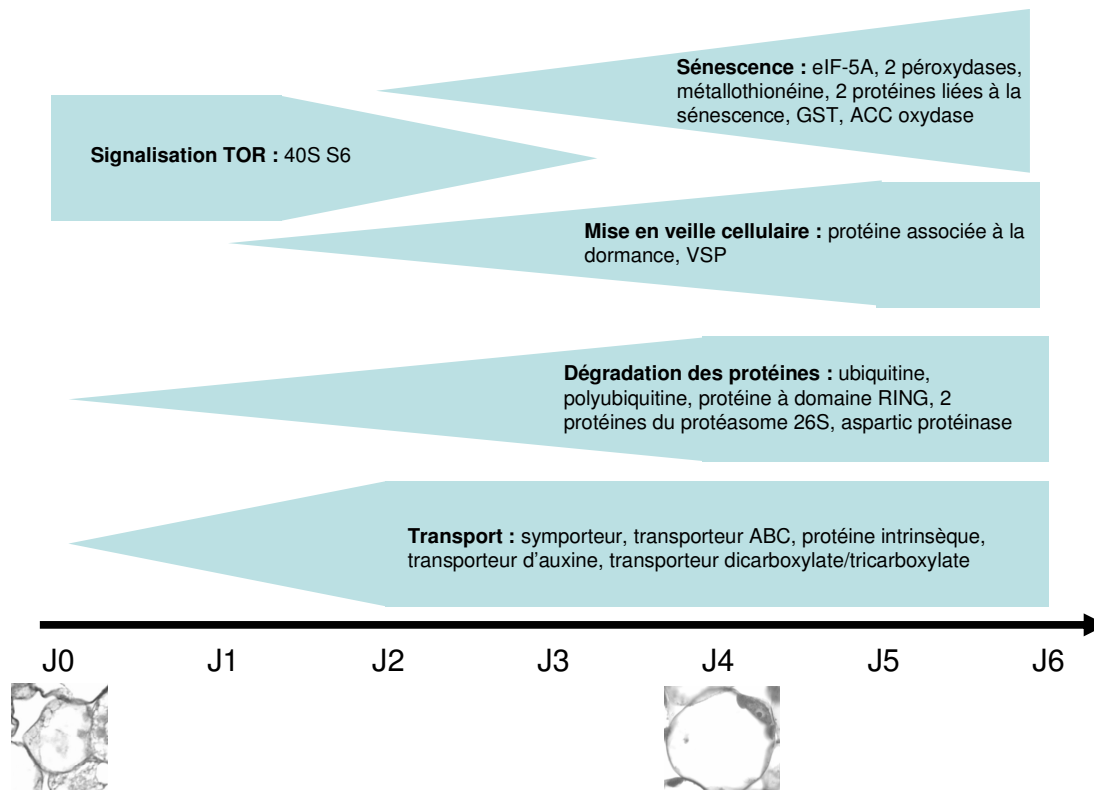 Sénescence : eIF-5A, 2 péroxydases,
métallothionéine, 2 protéines liées à la
sénescence, GST, ACC oxydase
Signalisation TOR : 40S S6
Mise en veille cellulaire : protéine associée à la
dormance, VSP
Dégradation des protéines : ubiquitine,
polyubiquitine, protéine à domaine RING, 2
protéines du protéasome 26S, aspartic protéinase
Transport : symporteur, transporteur ABC, protéine intrinsèque,
transporteur d'auxine, transporteur dicarboxylate/tricarboxylate
J0 J1 J2 J3 J4 J5 J6